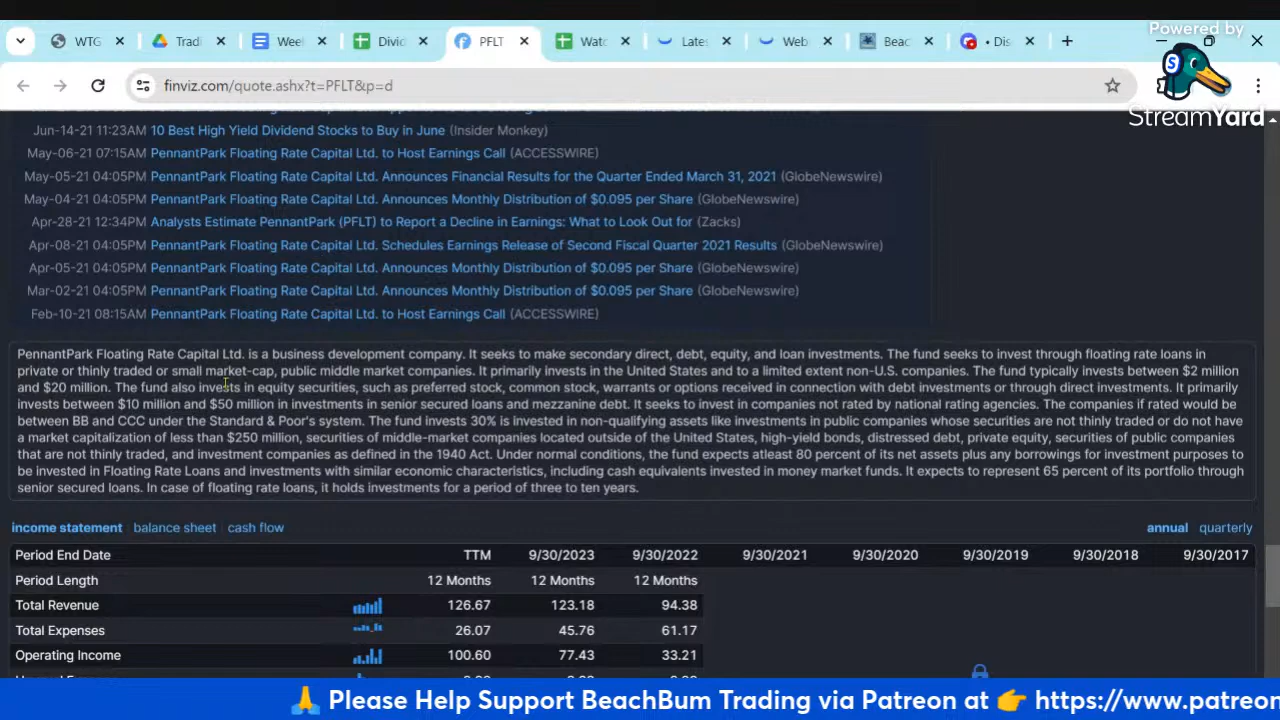 Powered by
WTG
Tradi
Weel
Divic
PFLT
Watc
Lates
Web
Beac
• Dis
finviz.com/quote.ashx?t=PFLT&p=d
StreamYard
Jun-14-21 11:23AM 10 Best High Yield Dividend Stocks to Buy in June (Insider Monkey)
May-06-21 07:15AM PennantPark Floating Rate Capital Ltd. to Host Earnings Call (ACCESSWIRE)
May-05-21 04:05PM PennantPark Floating Rate Capital Ltd. Announces Financial Results for the Quarter Ended March 31, 2021 (GlobeNewswire)
May-04-21 04:05PM PennantPark Floating Rate Capital Ltd. Announces Monthly Distribution of $0.095 per Share (GlobeNewswire)
Apr-28-21 12:34PM Analysts Estimate PennantPark (PFLT) to Report a Decline in Earnings: What to Look Out for (Zacks)
Apr-08-21 04:05PM PennantPark Floating Rate Capital Ltd. Schedules Earnings Release of Second Fiscal Quarter 2021 Results (GlobeNewswire)
Apr-05-21 04:05PM PennantPark Floating Rate Capital Ltd. Announces Monthly Distribution of $0.095 per Share (GlobeNewswire)
Mar-02-21 04:05PM PennantPark Floating Rate Capital Ltd. Announces Monthly Distribution of $0.095 per Share (GlobeNewswire)
Feb-10-21 08:15AM PennantPark Floating Rate Capital Ltd. to Host Earnings Call (ACCESSWIRE)
PennantPark Floating Rate Capital Ltd. is a business development company. It seeks to make secondary direct, debt, equity, and loan investments. The fund seeks to invest through floating rate loans in
private or thinly traded or small market-cap, public middle market companies. It primarily invests in the United States and to a limited extent non-U.S. companies. The fund typically invests between $2 million
and $20 million. The fund also invests in equity securities, such as preferred stock, common stock, warrants or options received in connection with debt investments or through direct investments. It primarily
invests between $10 million and $50 million in investments in senior secured loans and mezzanine debt. It seeks to invest in companies not rated by national rating agencies. The companies if rated would be
between BB and CCC under the Standard & Poor's system. The fund invests 30% is invested in non-qualifying assets like investments in public companies whose securities are not thinly traded or do not have
a market capitalization of less than $250 million, securities of middle-market companies located outside of the United States, high-yield bonds, distressed debt, private equity, securities of public companies
that are not thinly traded, and investment companies as defined in the 1940 Act. Under normal conditions, the fund expects atleast 80 percent of its net assets plus any borrowings for investment purposes to
be invested in Floating Rate Loans and investments with similar economic characteristics, including cash equivalents invested in money market funds. It expects to represent 65 percent of its portfolio through
senior secured loans. In case of floating rate loans, it holds investments for a period of three to ten years.
income statement balance sheet cash flow annual quarterly
Period End Date TTM 9/30/2023 9/30/2022 9/30/2021 9/30/2020 9/30/2019 9/30/2018 9/30/2017
Period Length 12 Months 12 Months 12 Months
Total Revenue 126.67 123.18 94.38
Total Expenses 26.07 45.76 61.17
Operating Income 100.60 77.43 33.21
🙏 Please Help Support BeachBum Trading via Patreon at 👉 https://www.patreon